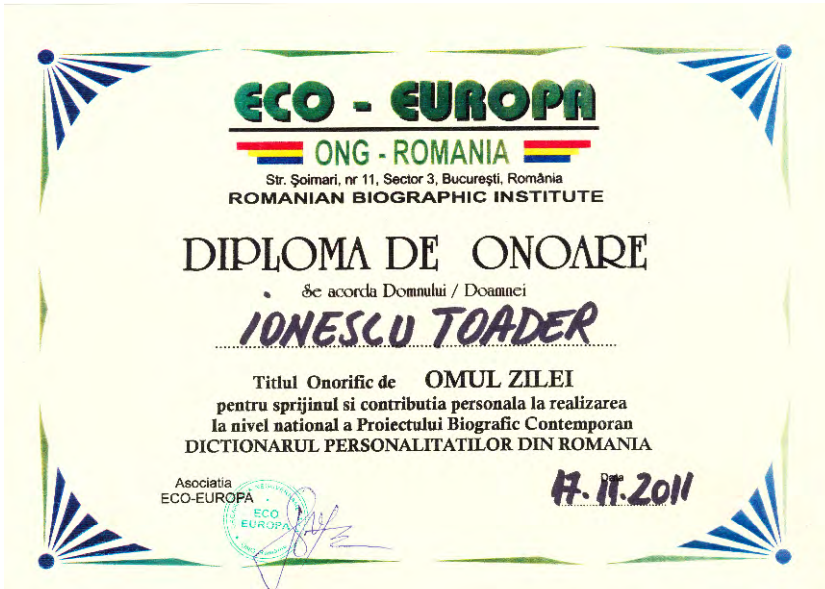 ECO - EUROPA
ONG - ROMANIA
Str. Şoimari, nr 11, Sector 3, Bucureşti, România
ROMANIAN BIOGRAPHIC INSTITUTE
DIPLOMA DE ONOARE
Se acorda Domnului / Doamnei
IONESCU TOADER
Titlul Onorific de OMUL ZILEI
pentru sprijinul si contributia personala la realizarea
la nivel national a Proiectului Biografic Contemporan
DICTIONARUL PERSONALITATILOR DIN ROMANIA
Asociatia
ECO-EUROPA
ECO
EUROPA
Data
17.11.2011